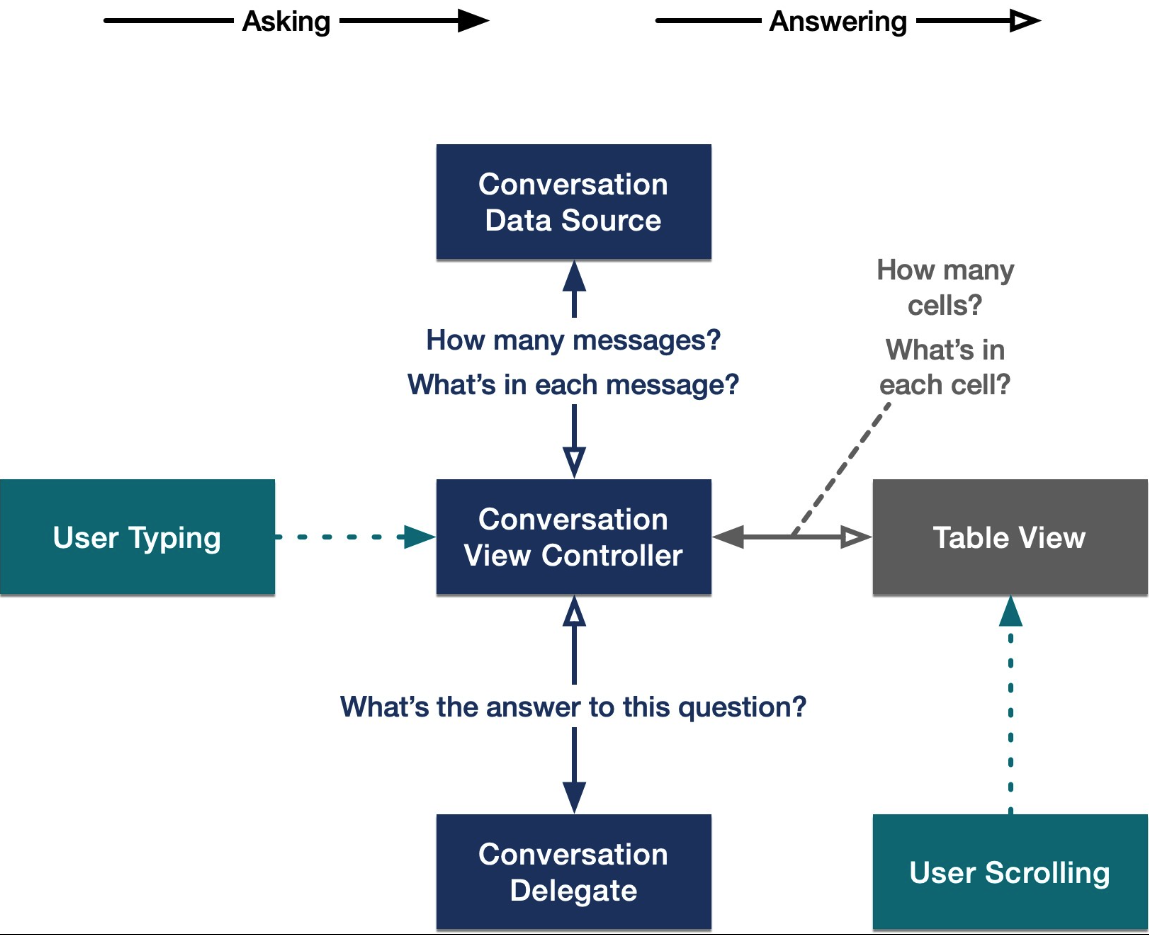 Asking
Answering
Conversation
Data Source
How many
cells?
What's in
each cell?
How many messages?
What's in each message?
User Typing
Conversation
View Controller
Table View
What's the answer to this question?
Conversation
Delegate
User Scrolling